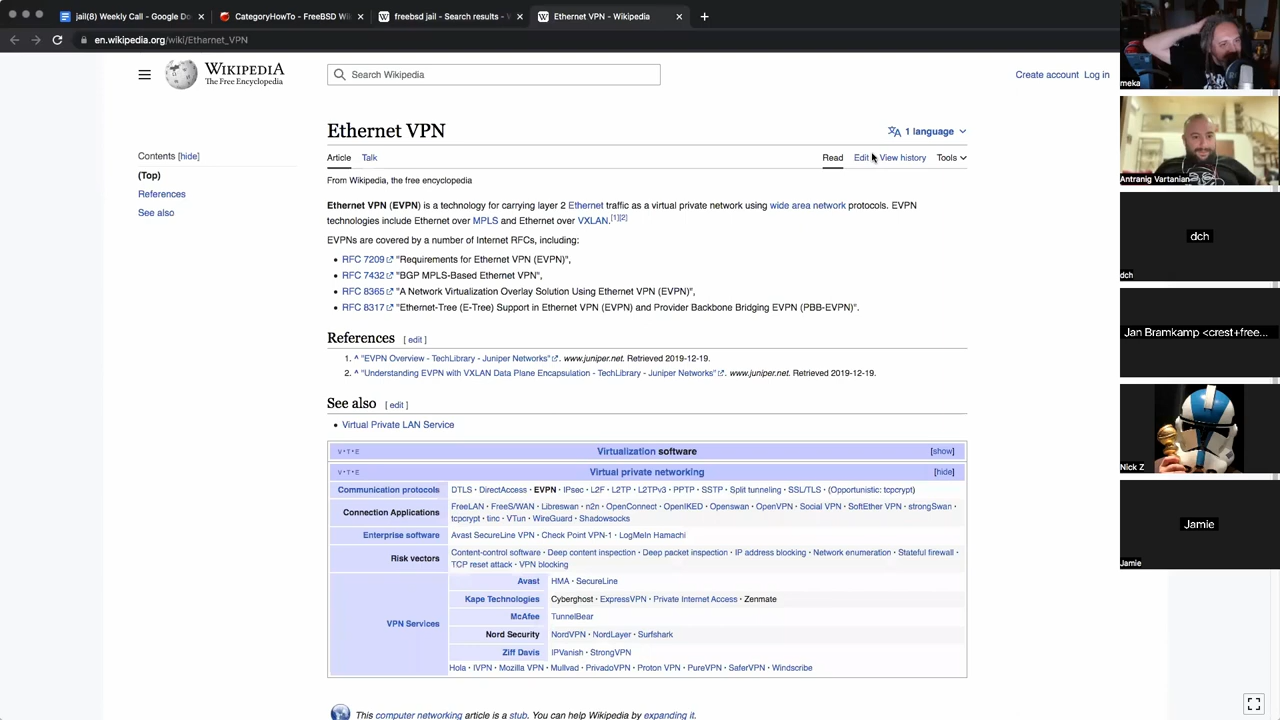 jail(8) Weekly Call - Google Do
CategoryHowTo - FreeBSD Wi
freebsd jail - Search results - W
Ethernet VPN - Wikipedia
en.wikipedia.org/wiki/Ethernet_VPN
WIKIPEDIA
The Free Encyclopedia
Search Wikipedia
Create account Log in
Contents [hide]
(Top)
References
See also
Ethernet VPN
1 language
Article Talk
Read Edit View history Tools
From Wikipedia, the free encyclopedia
Ethernet VPN (EVPN) is a technology for carrying layer 2 Ethernet traffic as a virtual private network using wide area network protocols. EVPN
technologies include Ethernet over MPLS and Ethernet over VXLAN.[1][2]
EVPNs are covered by a number of Internet RFCs, including:
• RFC 7209 "Requirements for Ethernet VPN (EVPN)",
• RFC 7432 "BGP MPLS-Based Ethernet VPN",
• RFC 8365 "A Network Virtualization Overlay Solution Using Ethernet VPN (EVPN)",
• RFC 8317 "Ethernet-Tree (E-Tree) Support in Ethernet VPN (EVPN) and Provider Backbone Bridging EVPN (PBB-EVPN)".
References [ edit ]
1. ^ "EVPN Overview - TechLibrary - Juniper Networks". www.juniper.net. Retrieved 2019-12-19.
2. ^ "Understanding EVPN with VXLAN Data Plane Encapsulation - TechLibrary - Juniper Networks". www.juniper.net. Retrieved 2019-12-19.
See also [ edit ]
• Virtual Private LAN Service
V·T·E Virtualization software [show]
V·T·E Virtual private networking [hide]
Communication protocols DTLS · DirectAccess · EVPN · IPsec · L2F · L2TP · L2TPv3 · PPTP · SSTP · Split tunneling · SSL/TLS · (Opportunistic: tcpcrypt)
Connection Applications FreeLAN · FreeS/WAN · Libreswan · n2n · OpenConnect · OpenIKED · Openswan · OpenVPN · Social VPN · SoftEther VPN · strongSwan ·
tcpcrypt · tinc · VTun · WireGuard · Shadowsocks
Enterprise software Avast SecureLine VPN · Check Point VPN-1 · LogMeIn Hamachi
Risk vectors Content-control software · Deep content inspection · Deep packet inspection · IP address blocking · Network enumeration · Stateful firewall ·
TCP reset attack · VPN blocking
VPN Services
Avast HMA · SecureLine
Kape Technologies Cyberghost · ExpressVPN · Private Internet Access · Zenmate
McAfee TunnelBear
Nord Security NordVPN · NordLayer · Surfshark
Ziff Davis IPVanish · StrongVPN
Hola · IVPN · Mozilla VPN · Mullvad · PrivadoVPN · Proton VPN · PureVPN · SaferVPN · Windscribe
This computer networking article is a stub. You can help Wikipedia by expanding it.
meka
Antranig Vartanian
dch
dch
Jan Bramkamp <crest+free...
Nick Z
Jamie
Jamie